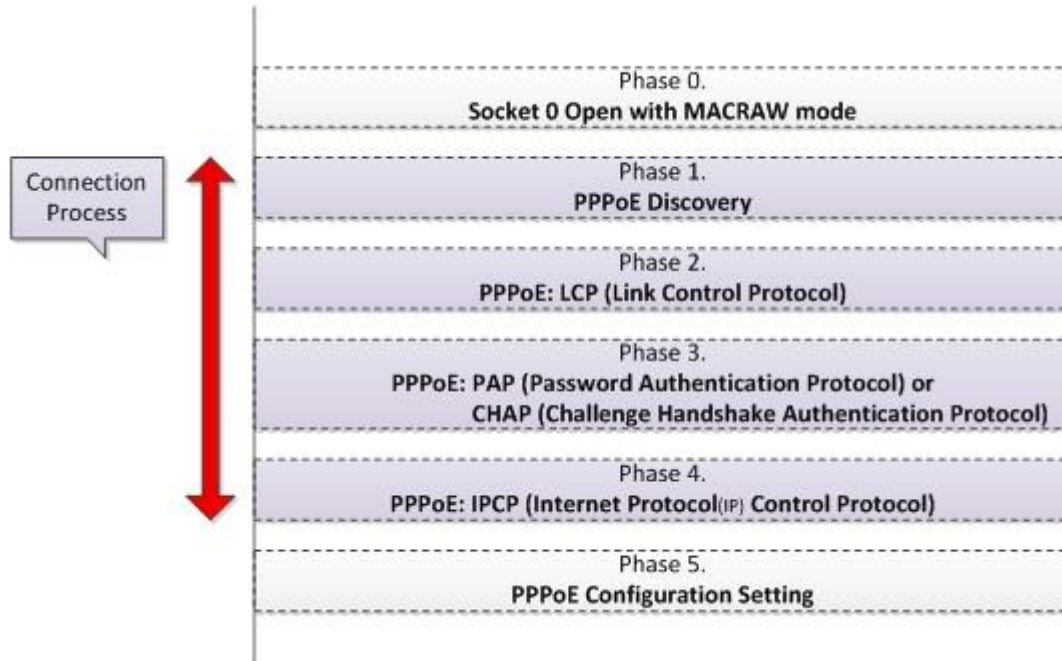 Phase 0.
Socket 0 Open with MACRAW mode
Connection
Process
Phase 1.
PPPoE Discovery
Phase 2.
PPPoE: LCP (Link Control Protocol)
Phase 3.
PPPoE: PAP (Password Authentication Protocol) or
CHAP (Challenge Handshake Authentication Protocol)
Phase 4.
PPPoE: IPCP (Internet Protocol(IP) Control Protocol)
Phase 5.
PPPoE Configuration Setting